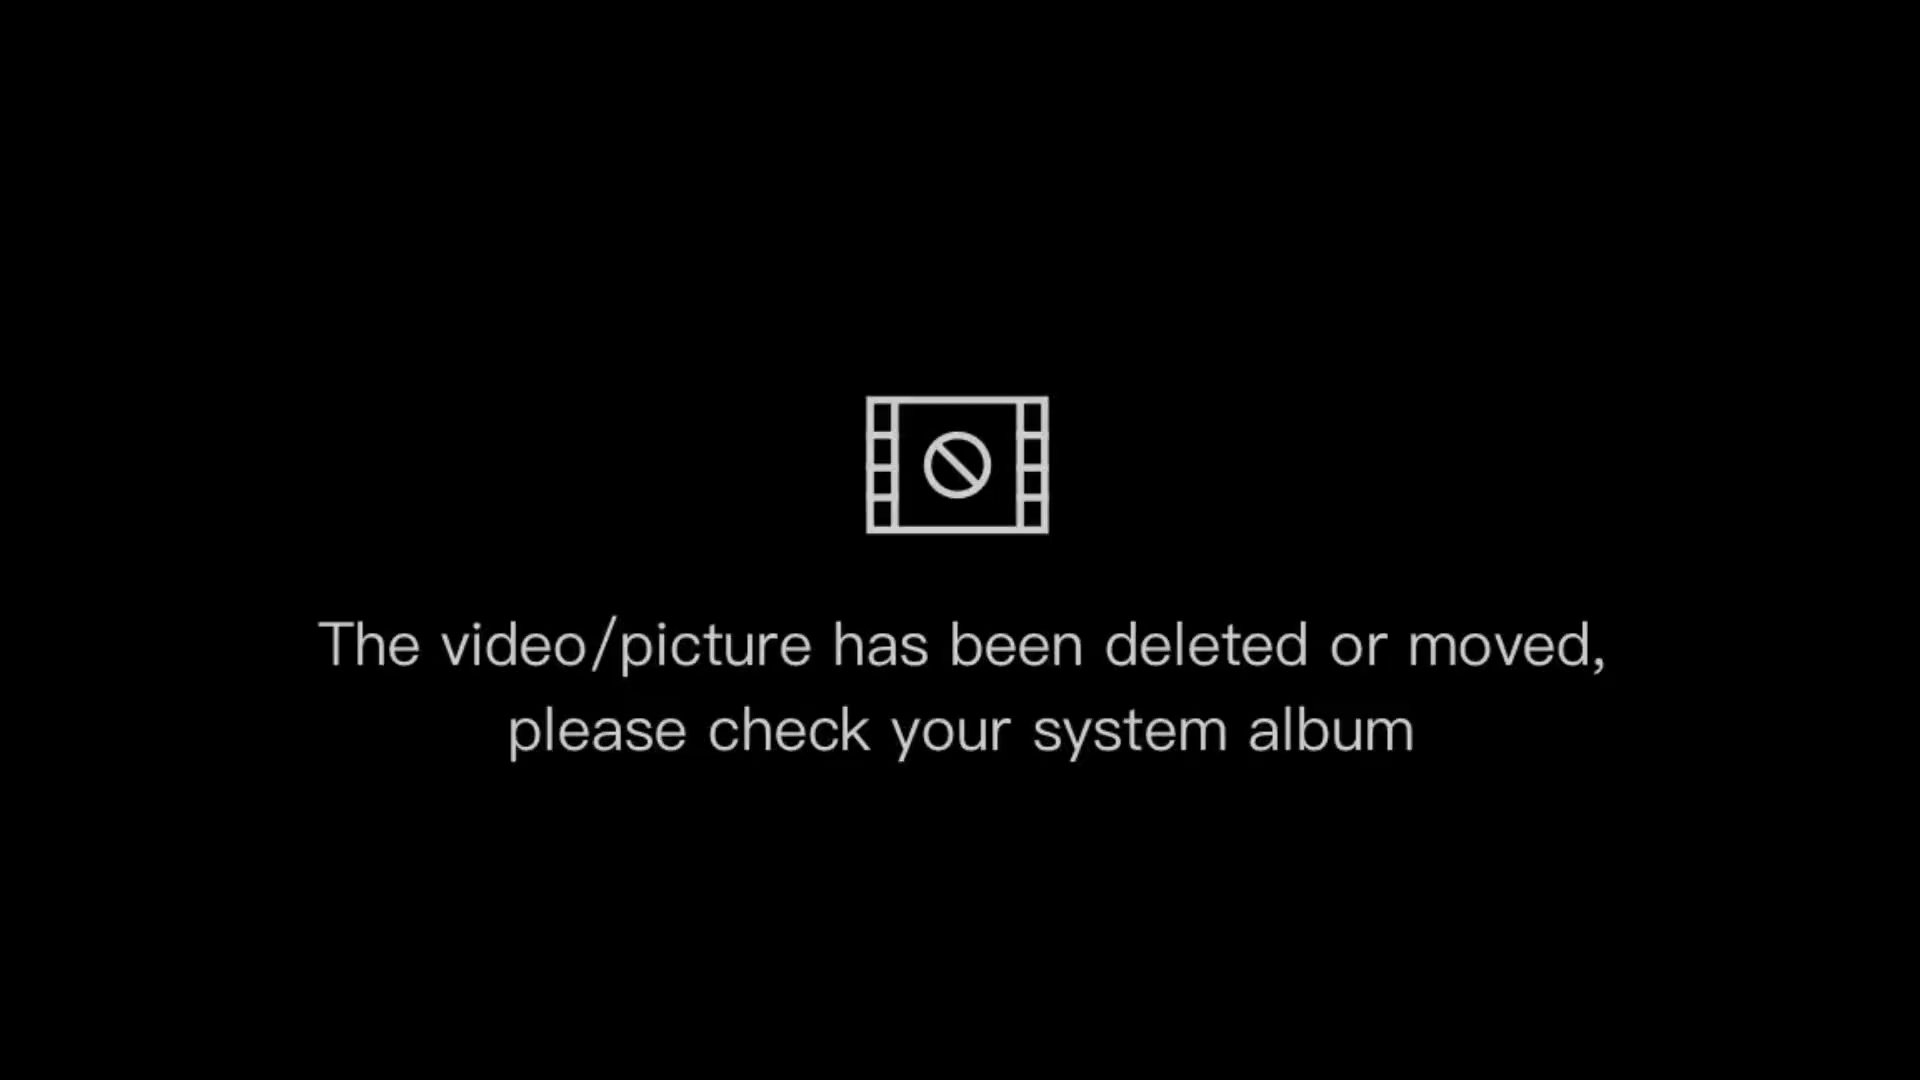 The video/picture has been deleted or moved,
please check your system album